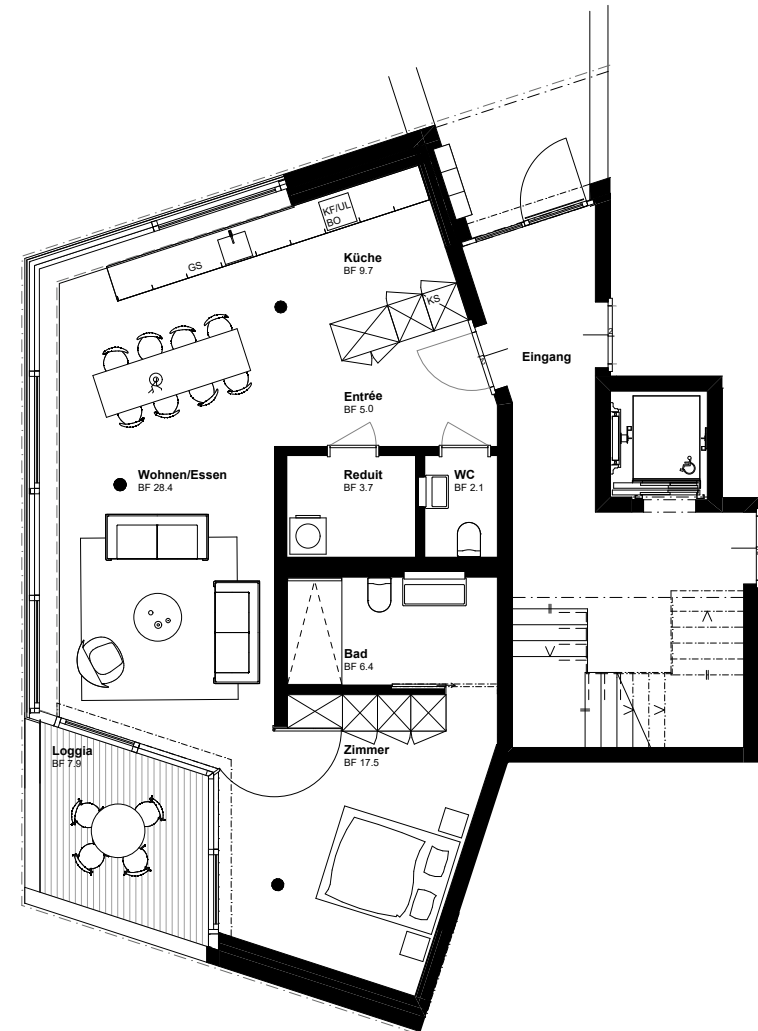 KF/UL
BO
GS
Küche
BF 9.7
KS
Eingang
Entrée
BF 5.0
Wohnen/Essen
BF 28.4
Reduit
BF 3.7
WC
BF 2.1
Bad
BF 6.4
Loggia
BF 7.9
Zimmer
BF 17.5